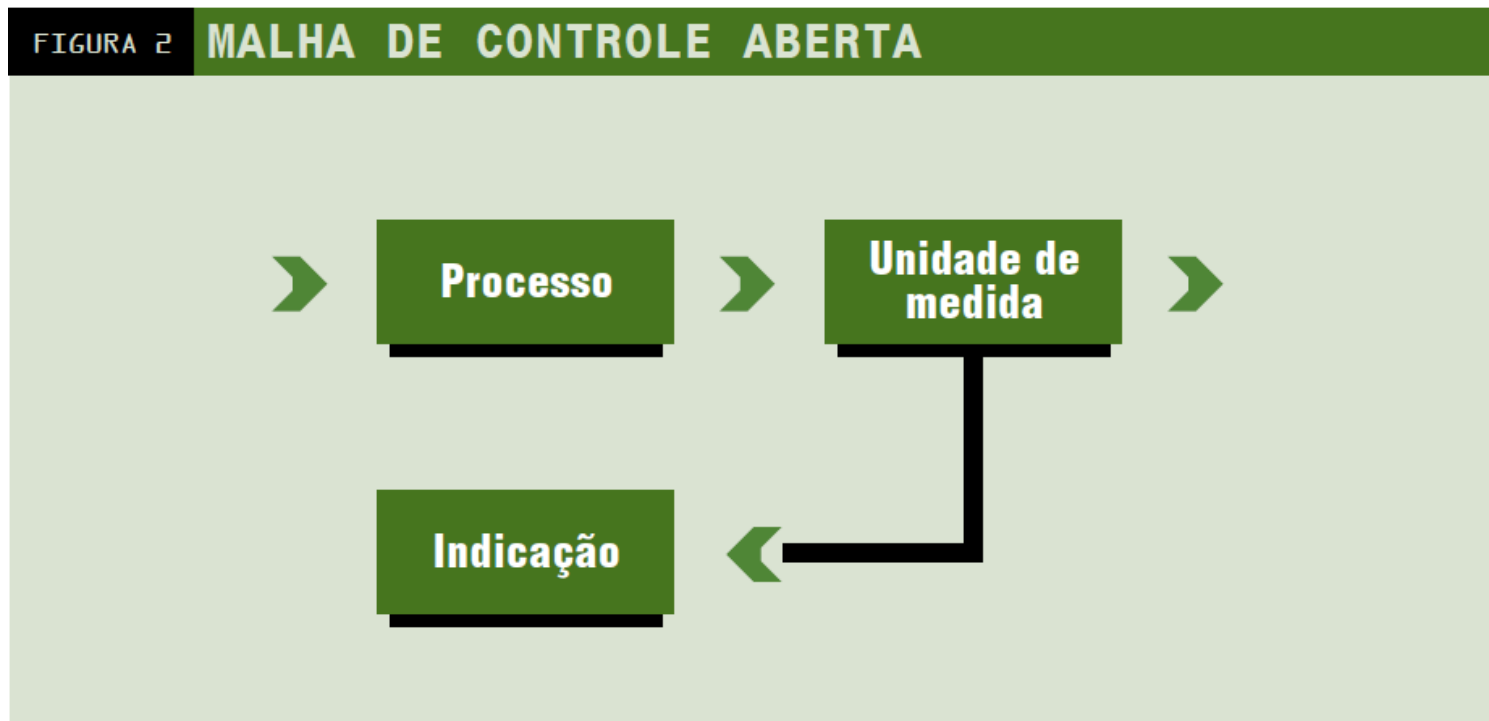 FIGURA 2
MALHA DE CONTROLE ABERTA
Processo
Unidade de
medida
Indicação